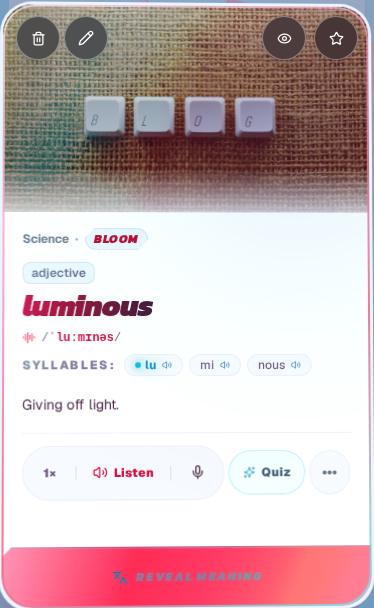 B L O G
Science · BLOOM
adjective
luminous
/ˈluːmɪnəs/
SYLLABLES: lu mi nous
Giving off light.
1× Listen Quiz
REVEAL MEANING